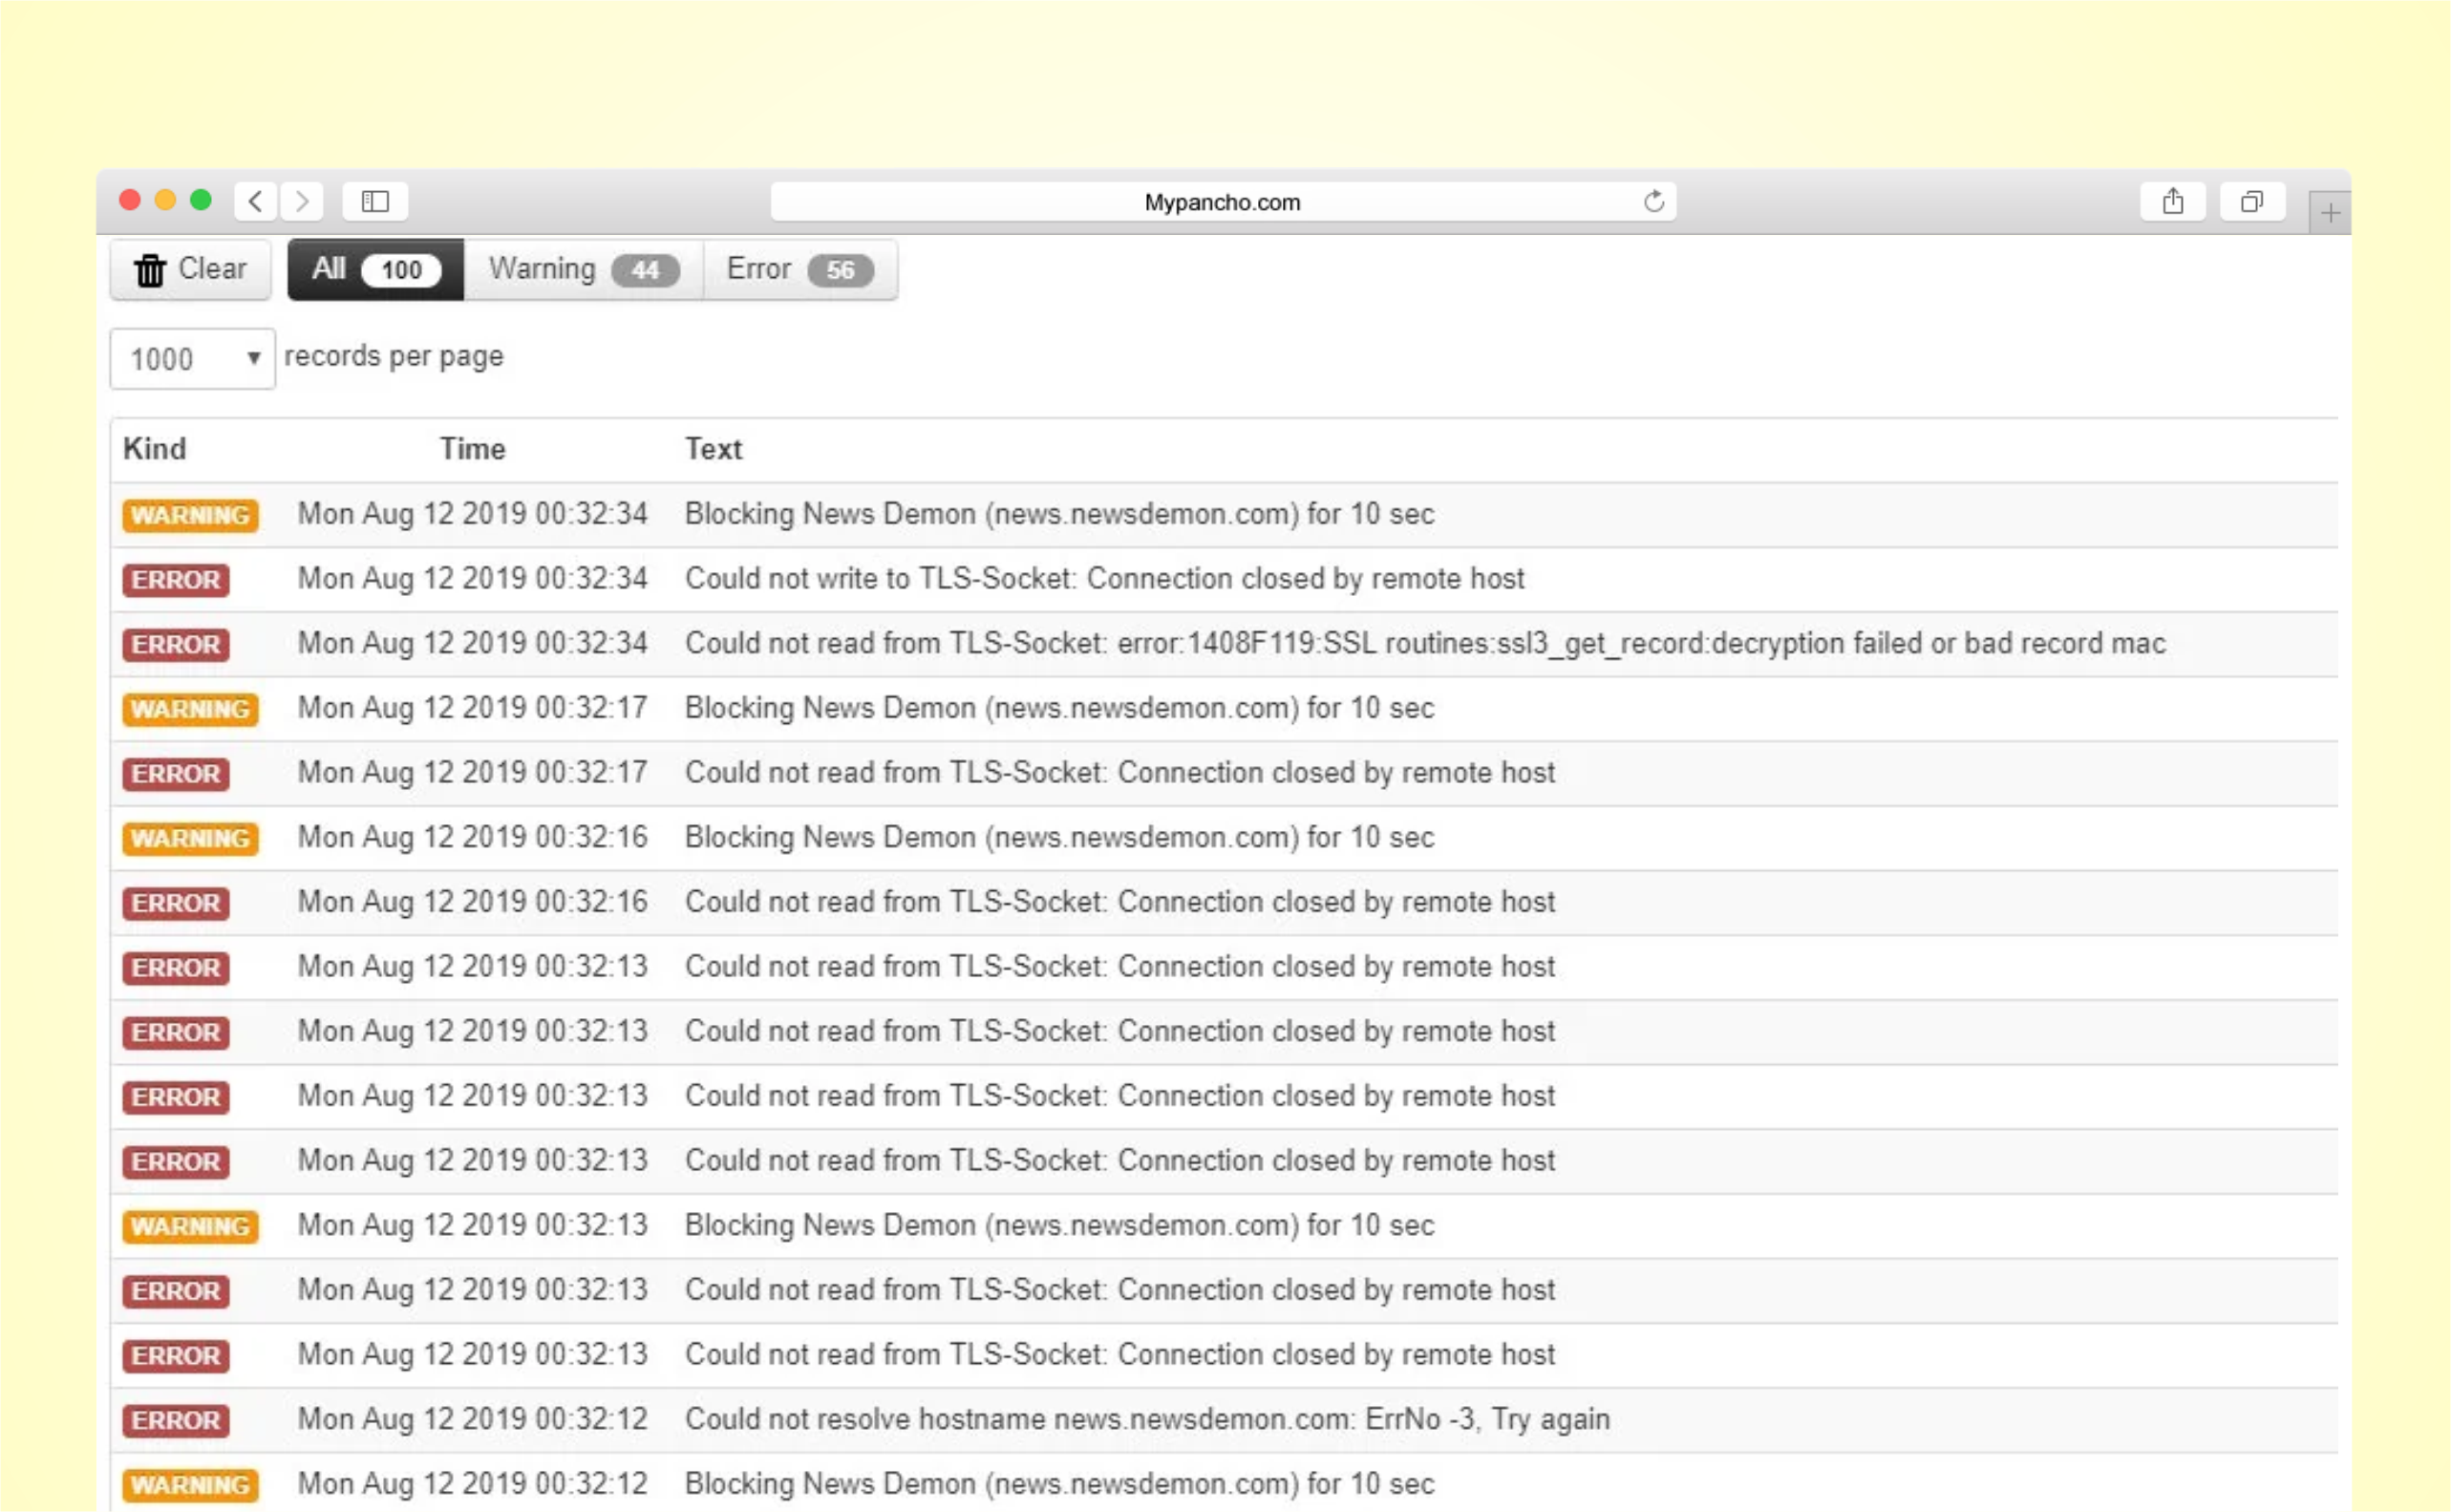 Mypancho.com
Clear All 100 Warning 44 Error 56
1000 records per page
Kind Time Text
WARNING Mon Aug 12 2019 00:32:34 Blocking News Demon (news.newsdemon.com) for 10 sec
ERROR Mon Aug 12 2019 00:32:34 Could not write to TLS-Socket: Connection closed by remote host
ERROR Mon Aug 12 2019 00:32:34 Could not read from TLS-Socket: error:1408F119:SSL routines:ssl3_get_record:decryption failed or bad record mac
WARNING Mon Aug 12 2019 00:32:17 Blocking News Demon (news.newsdemon.com) for 10 sec
ERROR Mon Aug 12 2019 00:32:17 Could not read from TLS-Socket: Connection closed by remote host
WARNING Mon Aug 12 2019 00:32:16 Blocking News Demon (news.newsdemon.com) for 10 sec
ERROR Mon Aug 12 2019 00:32:16 Could not read from TLS-Socket: Connection closed by remote host
ERROR Mon Aug 12 2019 00:32:13 Could not read from TLS-Socket: Connection closed by remote host
ERROR Mon Aug 12 2019 00:32:13 Could not read from TLS-Socket: Connection closed by remote host
ERROR Mon Aug 12 2019 00:32:13 Could not read from TLS-Socket: Connection closed by remote host
ERROR Mon Aug 12 2019 00:32:13 Could not read from TLS-Socket: Connection closed by remote host
WARNING Mon Aug 12 2019 00:32:13 Blocking News Demon (news.newsdemon.com) for 10 sec
ERROR Mon Aug 12 2019 00:32:13 Could not read from TLS-Socket: Connection closed by remote host
ERROR Mon Aug 12 2019 00:32:13 Could not read from TLS-Socket: Connection closed by remote host
ERROR Mon Aug 12 2019 00:32:12 Could not resolve hostname news.newsdemon.com: ErrNo -3, Try again
WARNING Mon Aug 12 2019 00:32:12 Blocking News Demon (news.newsdemon.com) for 10 sec